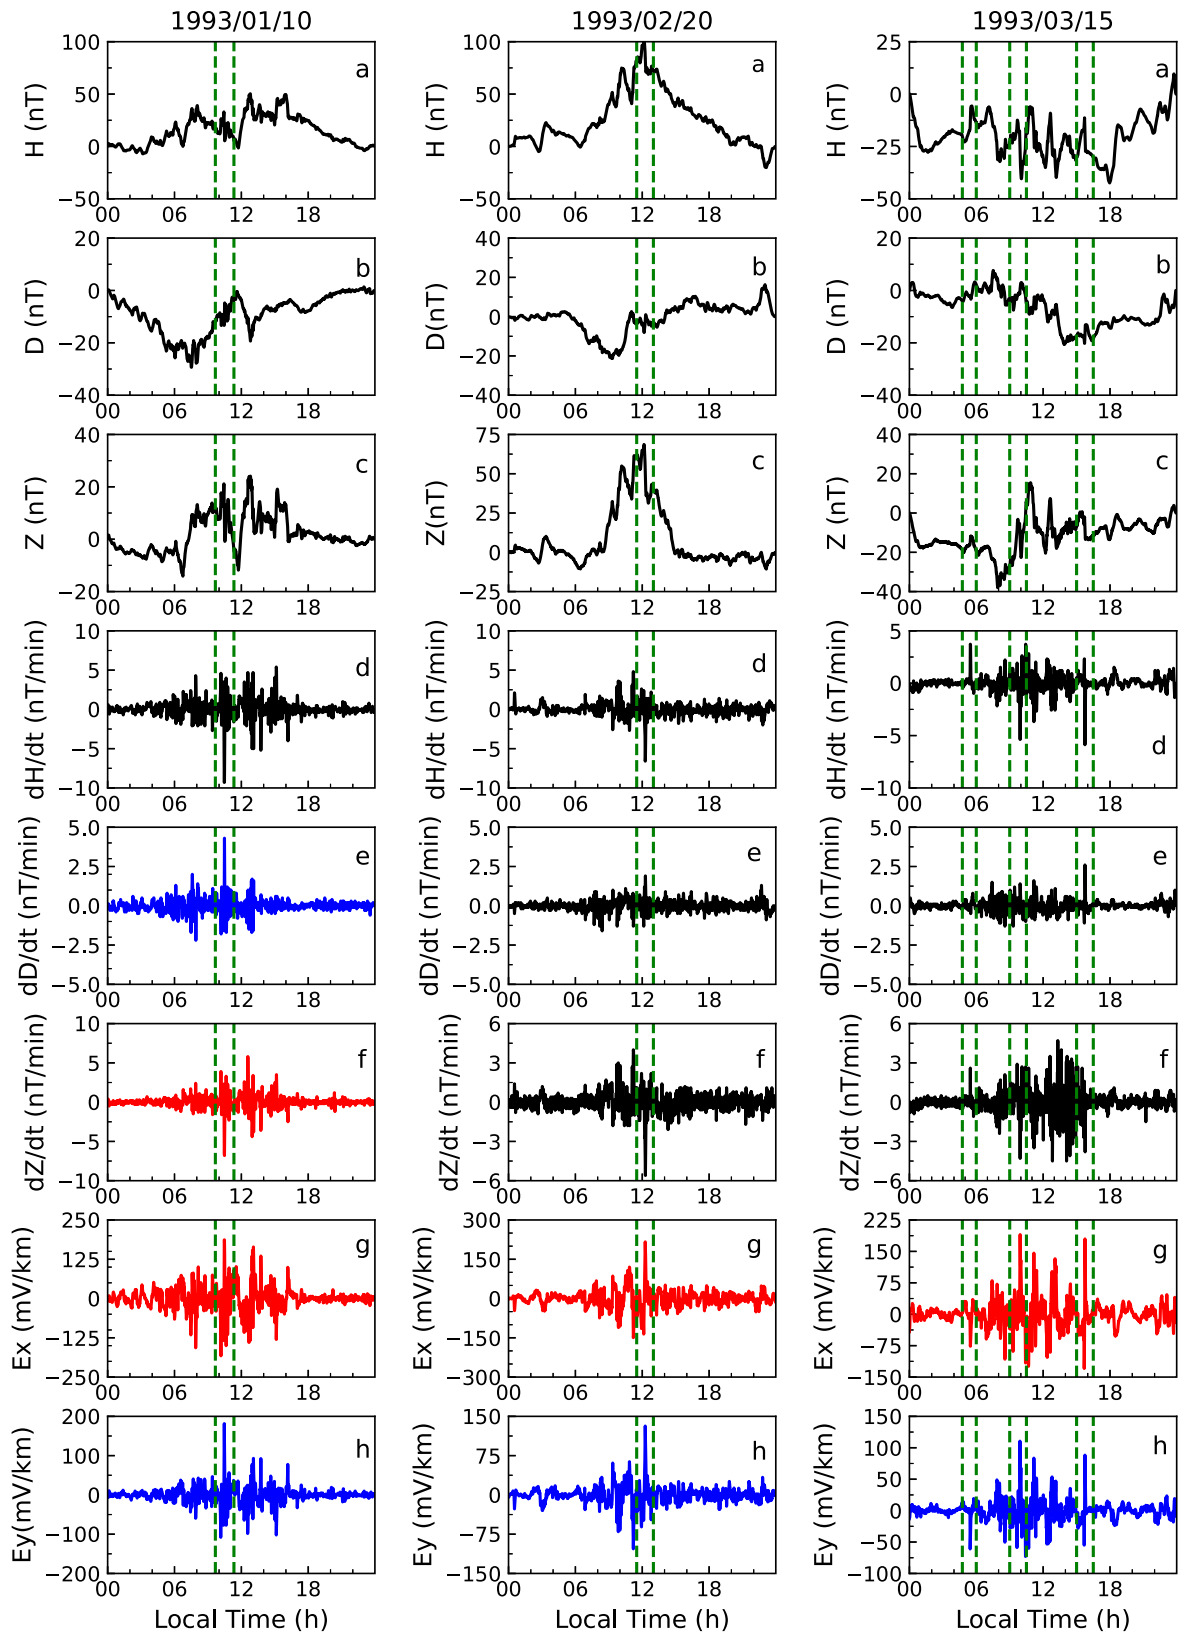 1993/01/10 1993/02/20 1993/03/15
H (nT) 100 50 0 −50 a 00 06 12 18
H (nT) 100 50 0 −50 a 00 06 12 18
H (nT) 25 0 −25 −50 a 00 06 12 18
D (nT) 20 0 −20 −40 b 00 06 12 18
D(nT) 40 20 0 −20 −40 b 00 06 12 18
D (nT) 20 0 −20 −40 b 00 06 12 18
Z (nT) 40 20 0 −20 c 00 06 12 18
Z(nT) 75 50 25 0 −25 c 00 06 12 18
Z(nT) 40 20 0 −20 −40 c 00 06 12 18
dH/dt (nT/min) 10 5 0 −5 −10 d 00 06 12 18
dH/dt (nT/min) 10 5 0 −5 −10 d 00 06 12 18
dH/dt (nT/min) 5 0 −5 −10 d 00 06 12 18
dD/dt (nT/min) 5.0 2.5 0.0 −2.5 −5.0 e 00 06 12 18
dD/dt (nT/min) 5.0 2.5 0.0 −2.5 −5.0 e 00 06 12 18
dD/dt (nT/min) 5.0 2.5 0.0 −2.5 −5.0 e 00 06 12 18
dZ/dt (nT/min) 10 5 0 −5 −10 f 00 06 12 18
dZ/dt (nT/min) 6 3 0 −3 −6 f 00 06 12 18
dZ/dt (nT/min) 6 3 0 −3 −6 f 00 06 12 18
Ex (mV/km) 250 125 0 −125 −250 g 00 06 12 18
Ex (mV/km) 300 150 0 −150 −300 g 00 06 12 18
Ex (mV/km) 225 150 75 0 −75 −150 g 00 06 12 18
Ey(mV/km) 200 100 0 −100 −200 h 00 06 12 18
Ey (mV/km) 150 75 0 −75 −150 h 00 06 12 18
Ey (mV/km) 150 100 50 0 −50 −100 h 00 06 12 18
Local Time (h) Local Time (h) Local Time (h)